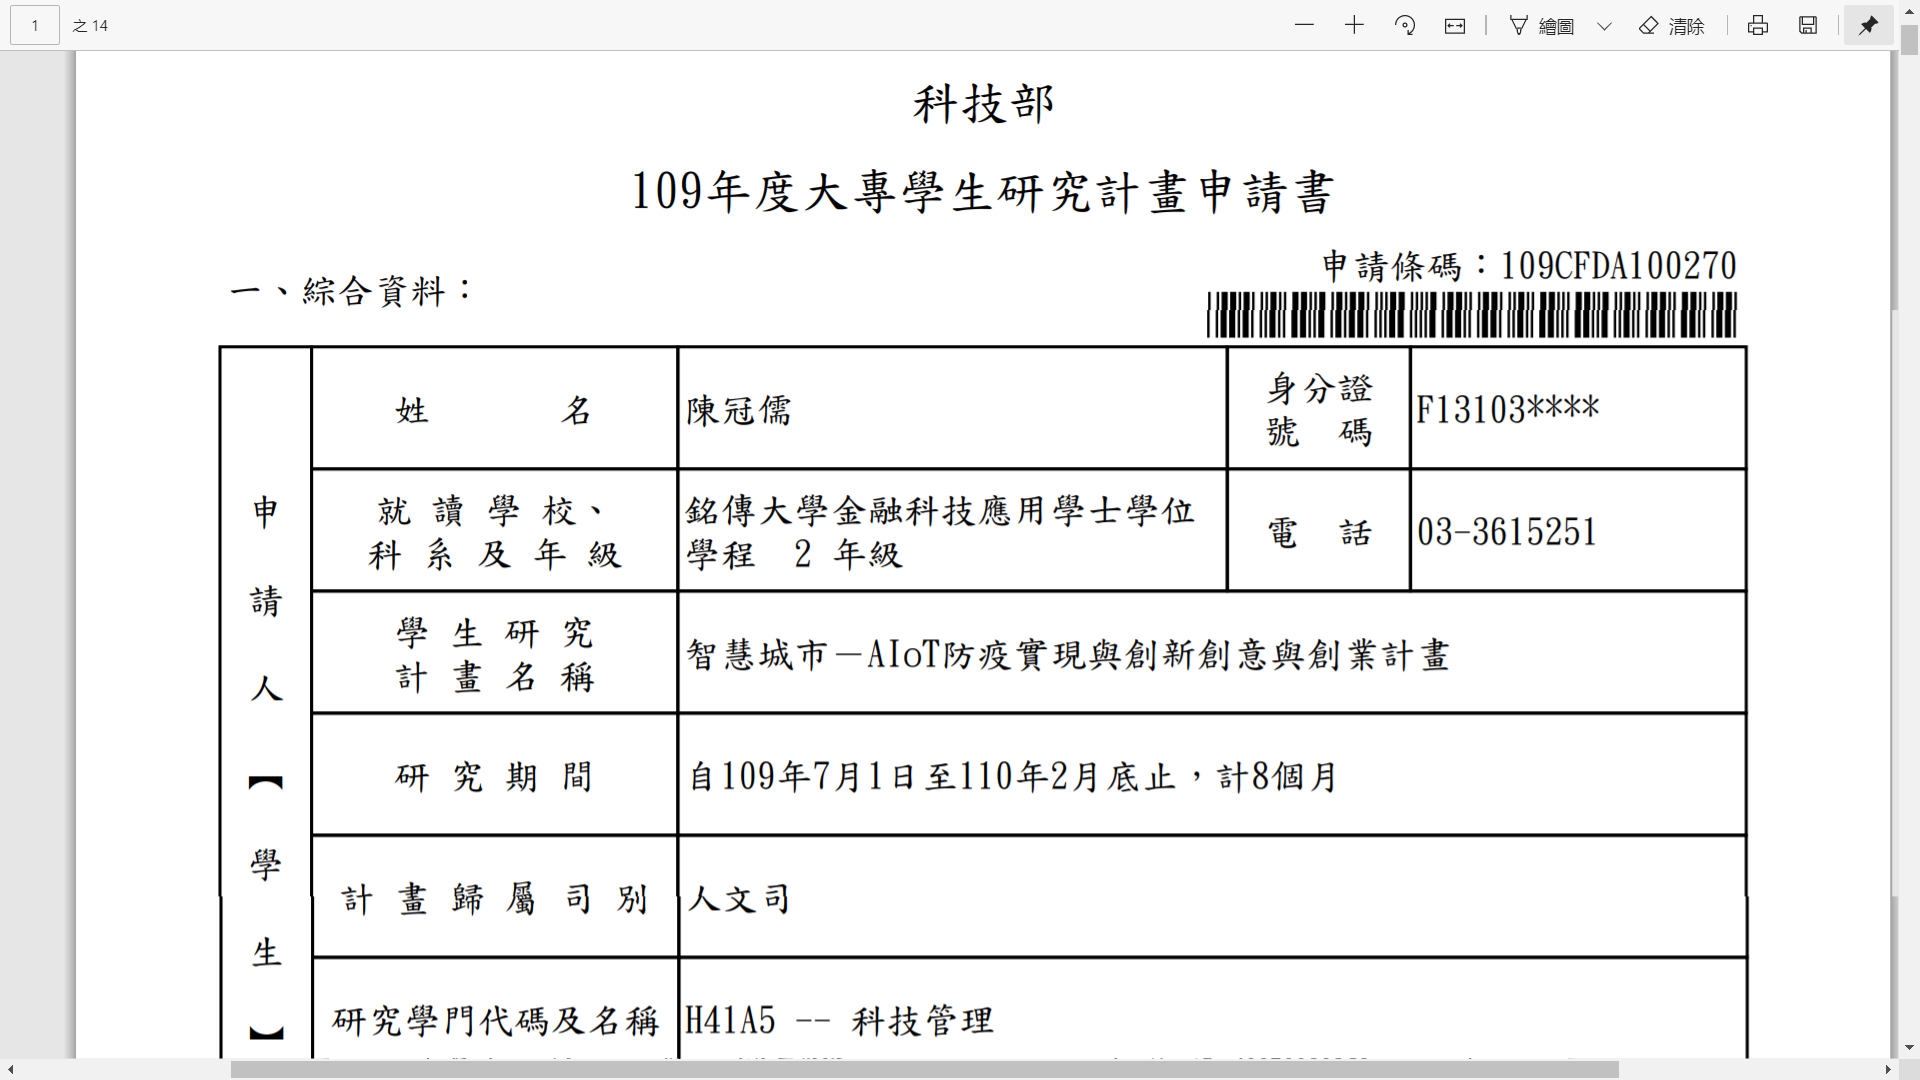 1 之 14
繪圖 清除
科技部
109年度大專學生研究計畫申請書
申請條碼：109CFDA100270
一、綜合資料：
申請人【學生】
姓 名
陳冠儒
身分證
號 碼
F13103****
就讀學校、
科系及年級
銘傳大學金融科技應用學士學位
學程 2 年級
電 話
03-3615251
學生研究
計畫名稱
智慧城市－AIoT防疫實現與創新創意與創業計畫
研究期間
自109年7月1日至110年2月底止，計8個月
計畫歸屬司別
人文司
研究學門代碼及名稱
H41A5 -- 科技管理